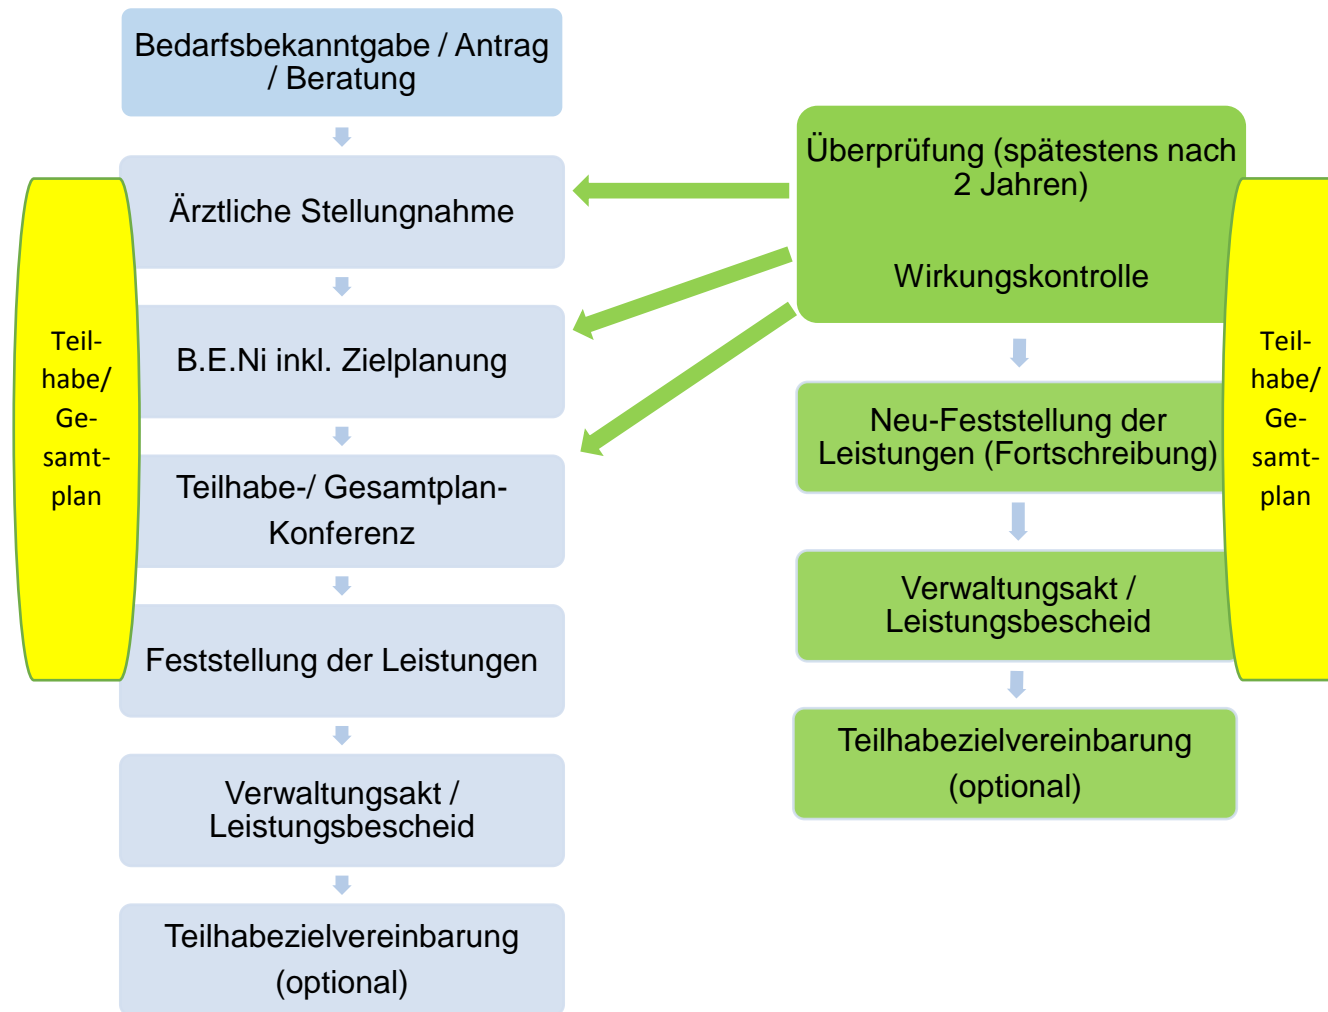 Bedarfsbekanntgabe / Antrag
/ Beratung
Ärztliche Stellungnahme
B.E.Ni inkl. Zielplanung
Teilhabe-/ Gesamtplan-
Konferenz
Feststellung der Leistungen
Verwaltungsakt /
Leistungsbescheid
Teilhabezielvereinbarung
(optional)
Teil-
habe/
Ge-
samt-
plan
Überprüfung (spätestens nach
2 Jahren)
Wirkungskontrolle
Neu-Feststellung der
Leistungen (Fortschreibung)
Verwaltungsakt /
Leistungsbescheid
Teilhabezielvereinbarung
(optional)
Teil-
habe/
Ge-
samt-
plan